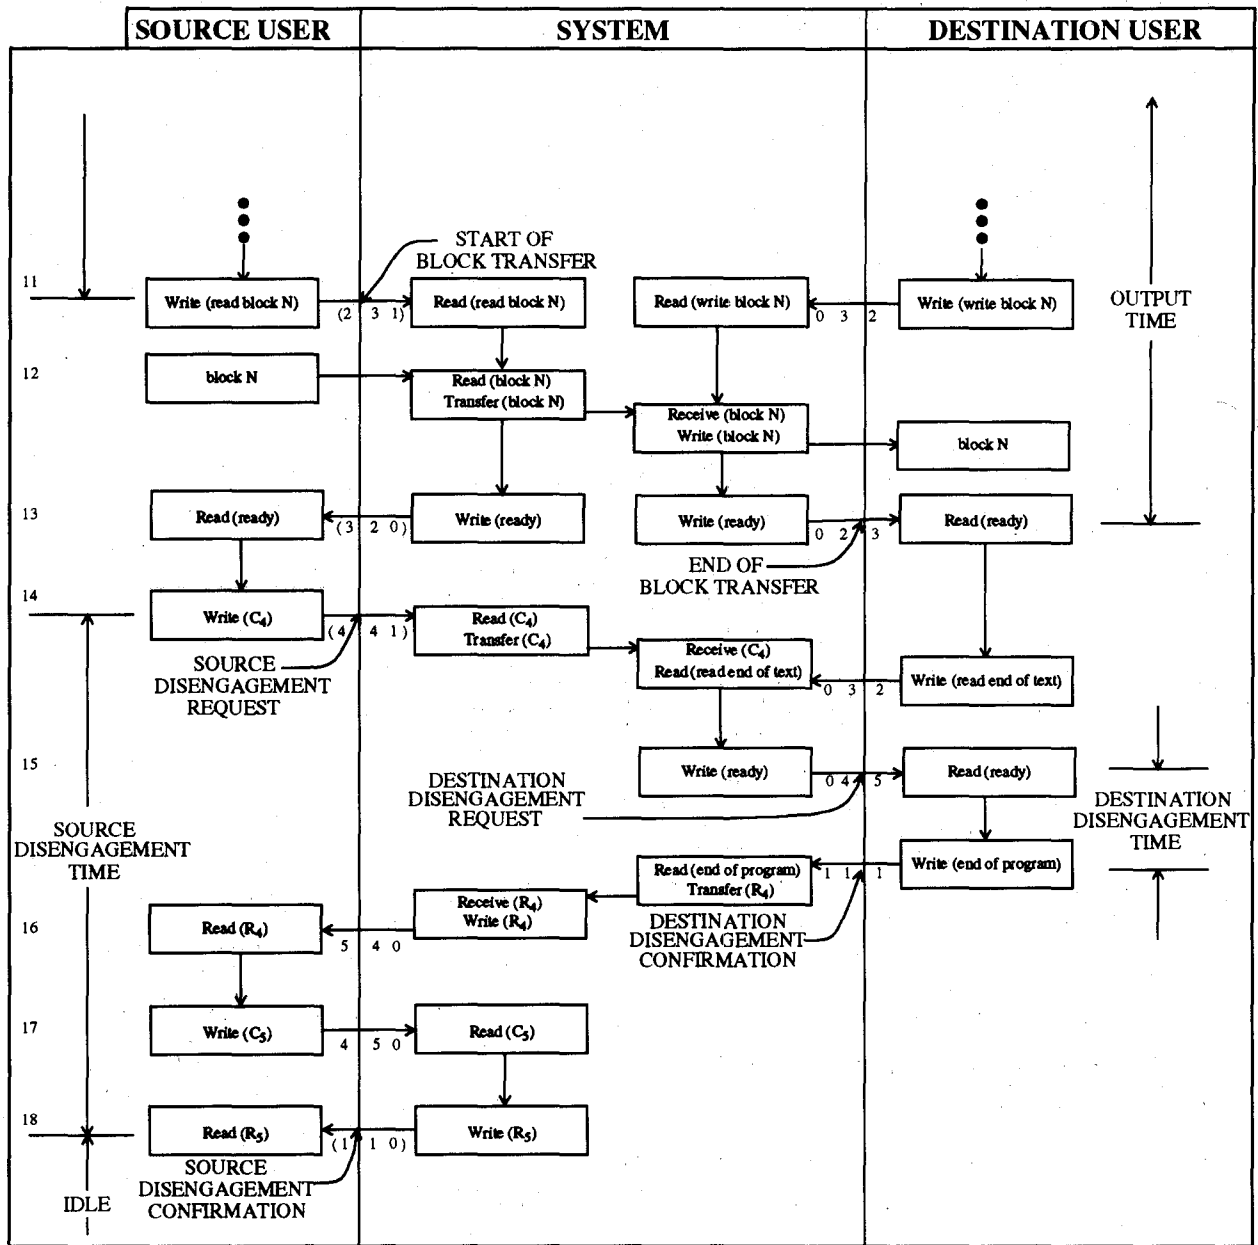 SOURCE USER SYSTEM DESTINATION USER
START OF
BLOCK TRANSFER
11
Write (read block N)
(2 3 1)
Read (read block N)
Read (write block N)
0 3 2
Write (write block N)
OUTPUT
TIME
12
block N
Read (block N)
Transfer (block N)
Receive (block N)
Write (block N)
block N
13
Read (ready)
(3 2 0)
Write (ready)
Write (ready)
0 2 3
Read (ready)
END OF
BLOCK TRANSFER
14
Write (C4)
(4 4 1)
Read (C4)
Transfer (C4)
Receive (C4)
Read (read end of text)
0 3 2
Write (read end of text)
SOURCE
DISENGAGEMENT
REQUEST
15
Write (ready)
0 4 5
Read (ready)
DESTINATION
DISENGAGEMENT
REQUEST
DESTINATION
DISENGAGEMENT
TIME
SOURCE
DISENGAGEMENT
TIME
Read (end of program)
Transfer (R4)
1 1 1
Write (end of program)
16
Read (R4)
5 4 0
Receive (R4)
Write (R4)
DESTINATION
DISENGAGEMENT
CONFIRMATION
17
Write (C5)
4 5 0
Read (C5)
18
Read (R5)
(1 1 0)
Write (R5)
SOURCE
DISENGAGEMENT
CONFIRMATION
IDLE